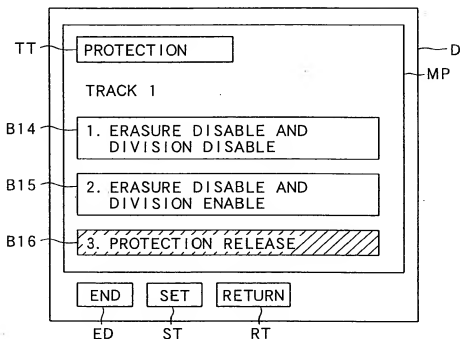 TT
PROTECTION
D
MP
TRACK 1
B14
1. ERASURE DISABLE AND
DIVISION DISABLE
B15
2. ERASURE DISABLE AND
DIVISION ENABLE
B16
3. PROTECTION RELEASE
END
SET
RETURN
ED
ST
RT